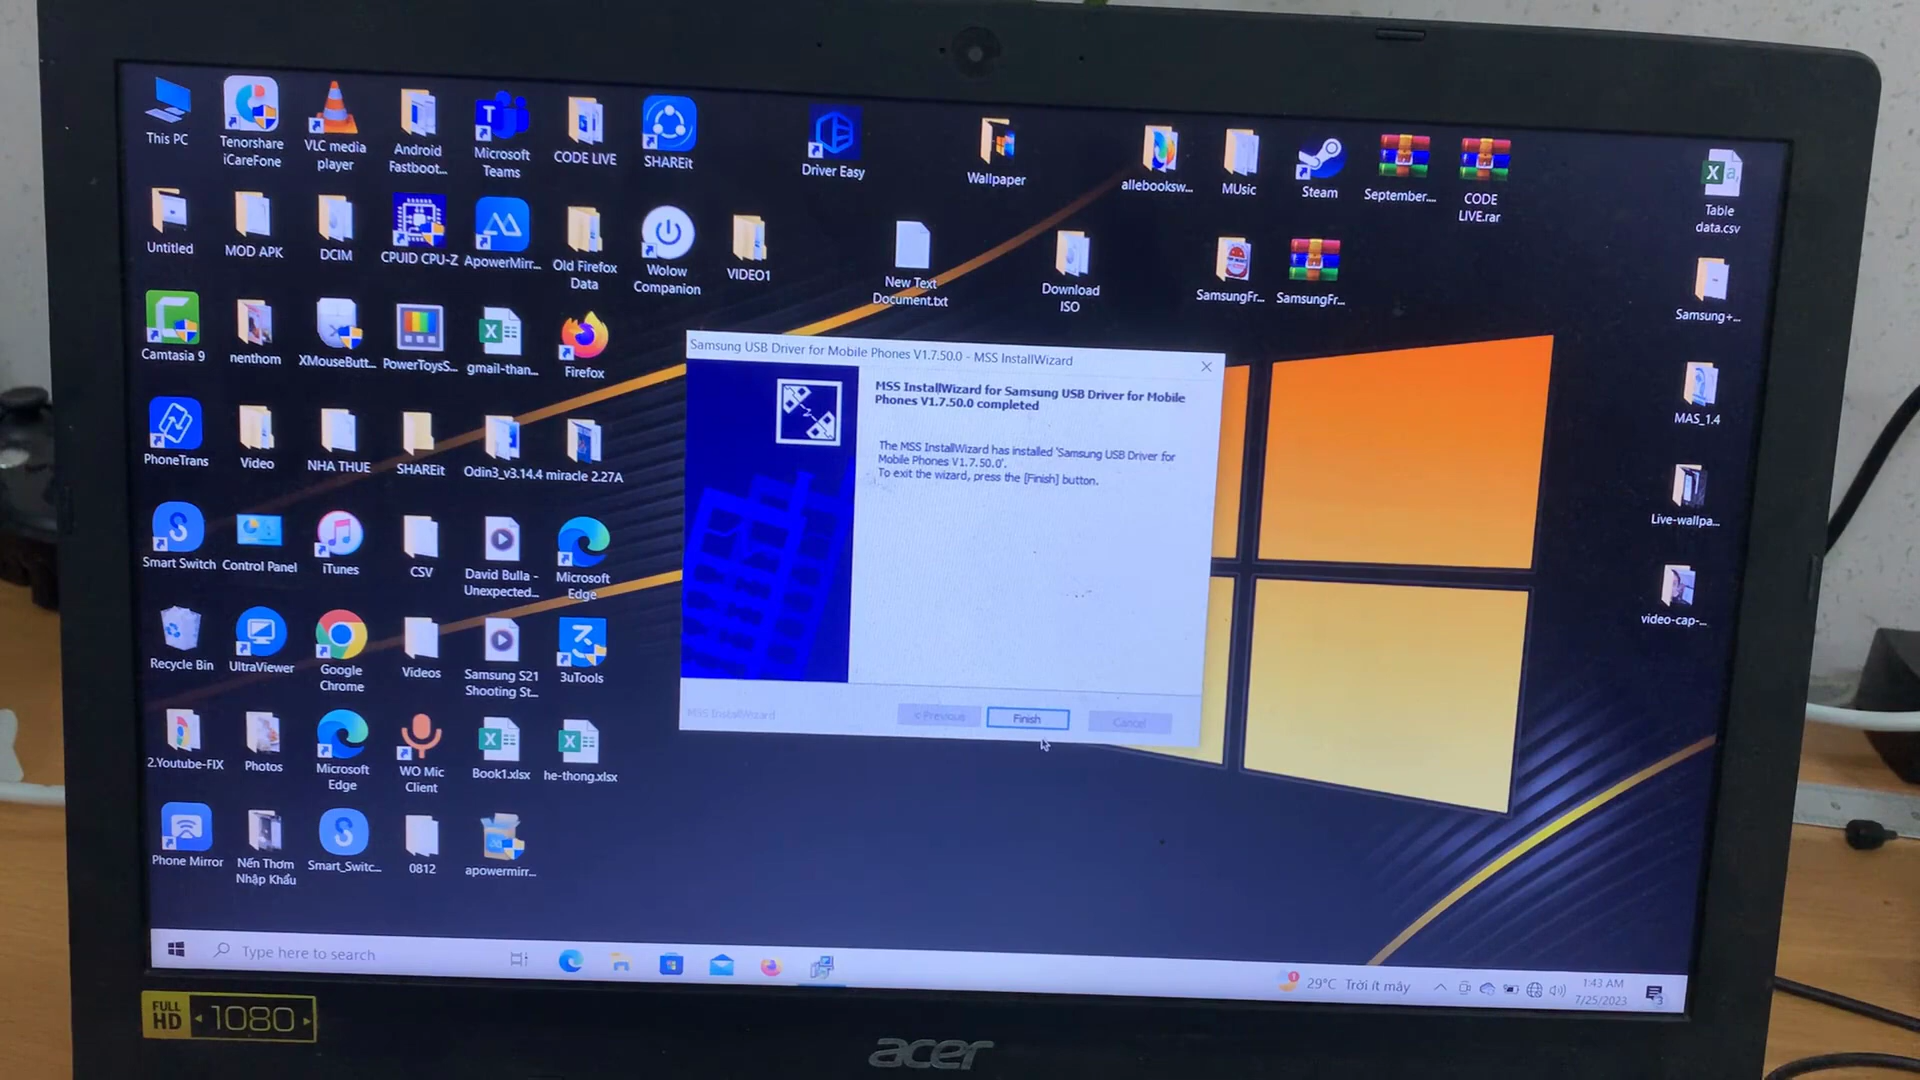 This PC
Tenorshare
iCareFone
VLC media
player
Android
Fastboot...
Microsoft
Teams
CODE LIVE
SHAREit
Driver Easy
Wallpaper
allebooksw...
MUsic
Steam
September....
CODE
LIVE.rar
Table
data.csv
Untitled
MOD APK
DCIM
CPUID CPU-Z
ApowerMirr...
Old Firefox
Data
Wolow
Companion
VIDEO1
New Text
Document.txt
Download
ISO
SamsungFr...
SamsungFr...
Samsung+...
Camtasia 9
nenthom
XMouseButt...
PowerToysS...
gmail-than...
Firefox
Samsung USB Driver for Mobile Phones V1.7.50.0 - MSS InstallWizard
MSS InstallWizard for Samsung USB Driver for Mobile
Phones V1.7.50.0 completed
The MSS InstallWizard has installed 'Samsung USB Driver for
Mobile Phones V1.7.50.0'.
To exit the wizard, press the [Finish] button.
MSS InstallWizard
< Previous
Finish
Cancel
MAS_1.4
PhoneTrans
Video
NHA THUE
SHAREit
Odin3_v3.14.4
miracle 2.27A
Live-wallpa...
Smart Switch
Control Panel
iTunes
CSV
David Bulla -
Unexpected...
Microsoft
Edge
video-cap-...
Recycle Bin
UltraViewer
Google
Chrome
Videos
Samsung S21
Shooting St...
3uTools
2.Youtube-FIX
Photos
Microsoft
Edge
WO Mic
Client
Book1.xlsx
he-thong.xlsx
Phone Mirror
Nến Thơm
Nhập Khẩu
Smart_Switc...
0812
apowermirr...
Type here to search
29°C Trời ít mây
1:43 AM
7/25/2023
FULL
HD
1080
acer